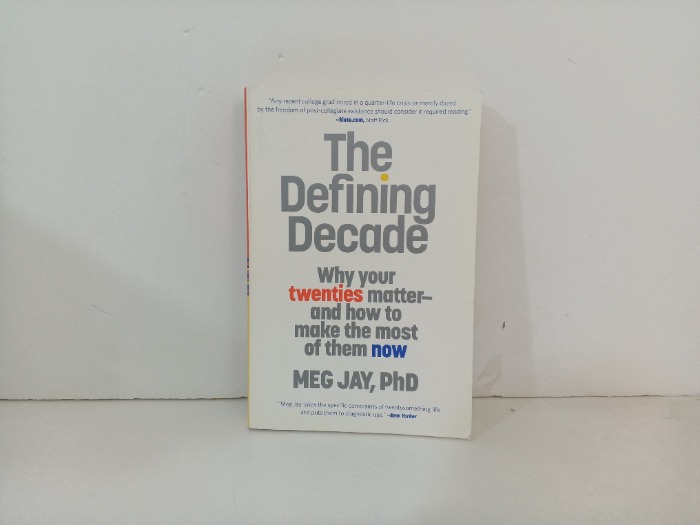 "Any recent college grad mired in a quarter-life crisis or merely dazed
by the freedom of post-collegiate existence should consider it required reading."
—Slate.com, Staff Pick
The
Defining
Decade
Why your
twenties matter—
and how to
make the most
of them now
MEG JAY, PhD
"Meg Jay takes the specific constraints of twentysomething life
and puts them to diagnostic use." —New Yorker